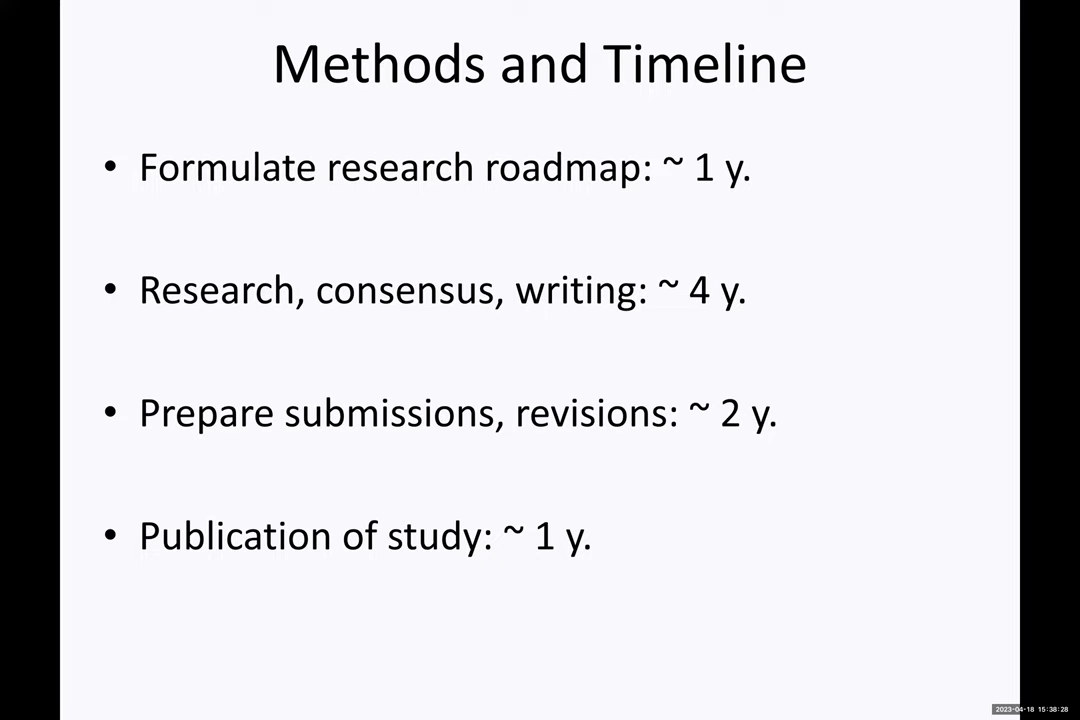 Methods and Timeline
• Formulate research roadmap: ~ 1 y.
• Research, consensus, writing: ~ 4 y.
• Prepare submissions, revisions: ~ 2 y.
• Publication of study: ~ 1 y.
2023-04-18 15:38:28